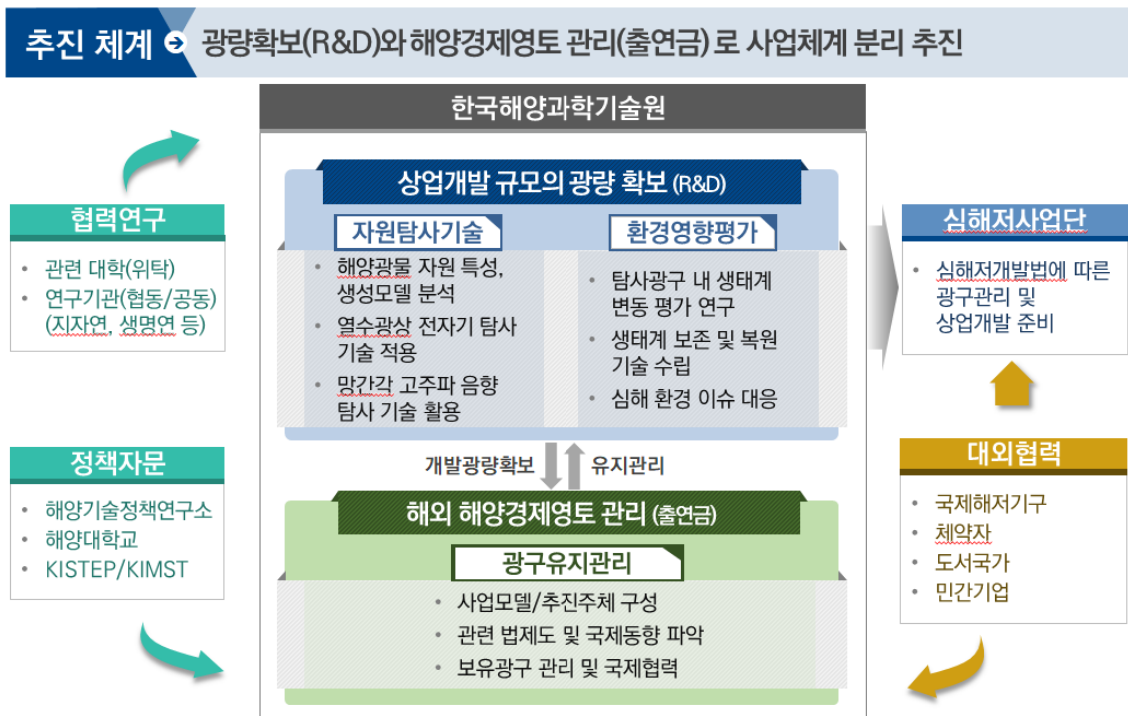 추진 체계 광량확보(R&D)와 해양경제영토 관리(출연금) 로 사업체계 분리 추진
한국해양과학기술원
협력연구
• 관련 대학(위탁)
• 연구기관(협동/공동)
(지자연, 생명연 등)
정책자문
• 해양기술정책연구소
• 해양대학교
• KISTEP/KIMST
상업개발 규모의 광량 확보 (R&D)
자원탐사기술
• 해양광물 자원 특성,
생성모델 분석
• 열수광상 전자기 탐사
기술 적용
• 망간각 고주파 음향
탐사 기술 활용
환경영향평가
• 탐사광구 내 생태계
변동 평가 연구
• 생태계 보존 및 복원
기술 수립
• 심해 환경 이슈 대응
개발광량확보
유지관리
해외 해양경제영토 관리 (출연금)
광구유지관리
• 사업모델/추진주체 구성
• 관련 법제도 및 국제동향 파악
• 보유광구 관리 및 국제협력
심해저사업단
• 심해저개발법에 따른
광구관리 및
상업개발 준비
대외협력
• 국제해저기구
• 체약자
• 도서국가
• 민간기업